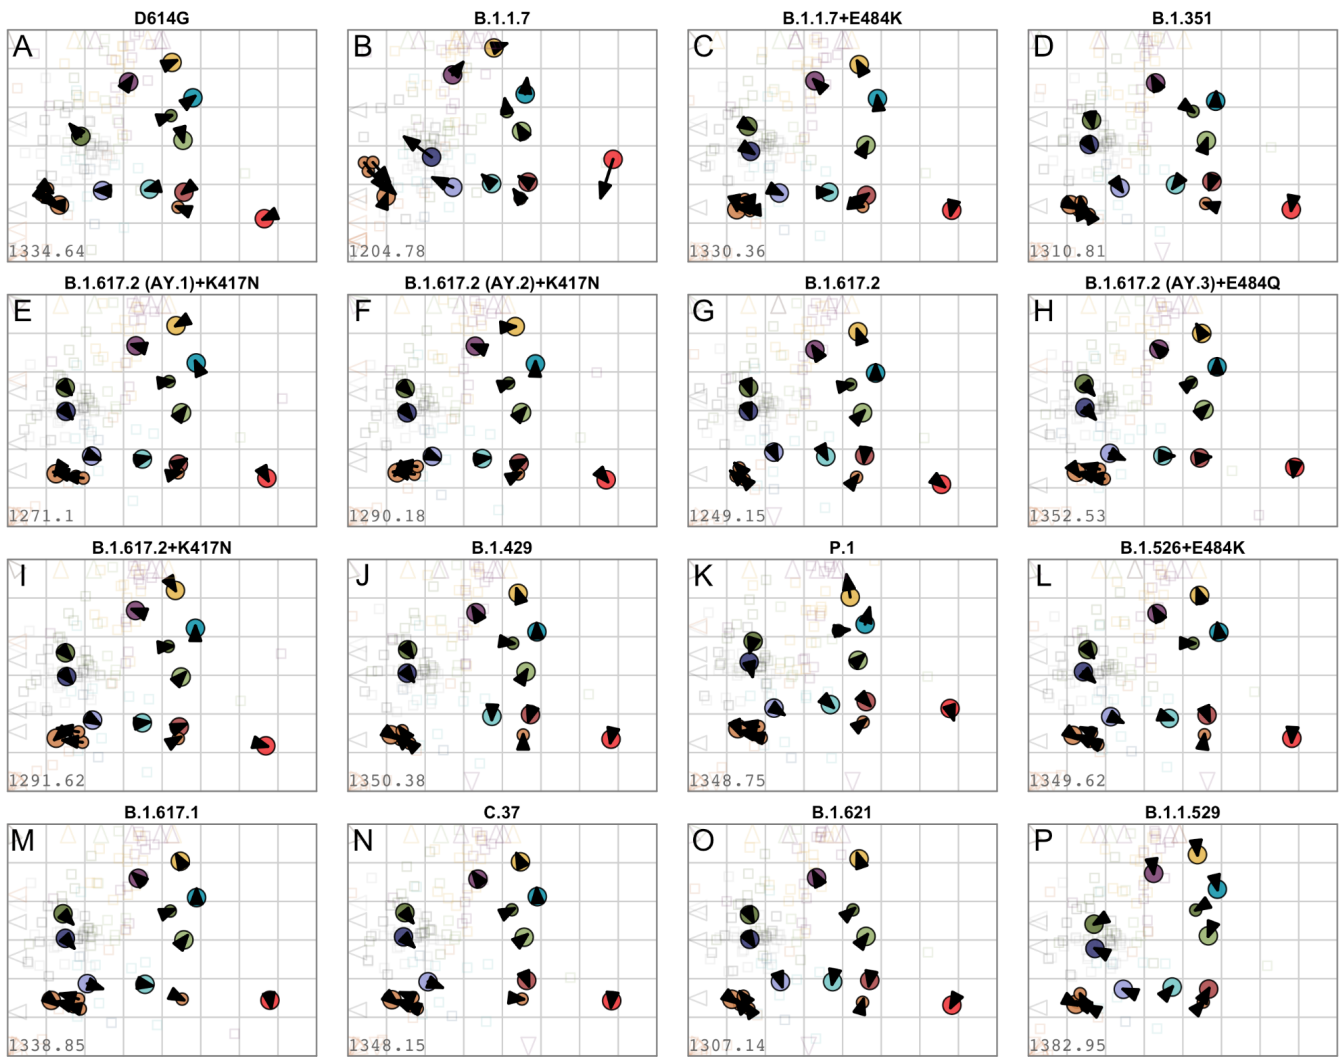 D614G
A
1334.64
B.1.1.7
B
1204.78
B.1.1.7+E484K
C
1330.36
B.1.351
D
1310.81
B.1.617.2 (AY.1)+K417N
E
1271.1
B.1.617.2 (AY.2)+K417N
F
1290.18
B.1.617.2
G
1249.15
B.1.617.2 (AY.3)+E484Q
H
1352.53
B.1.617.2+K417N
I
1291.62
B.1.429
J
1350.38
P.1
K
1348.75
B.1.526+E484K
L
1349.62
B.1.617.1
M
1338.85
C.37
N
1348.15
B.1.621
O
1307.14
B.1.1.529
P
1382.95